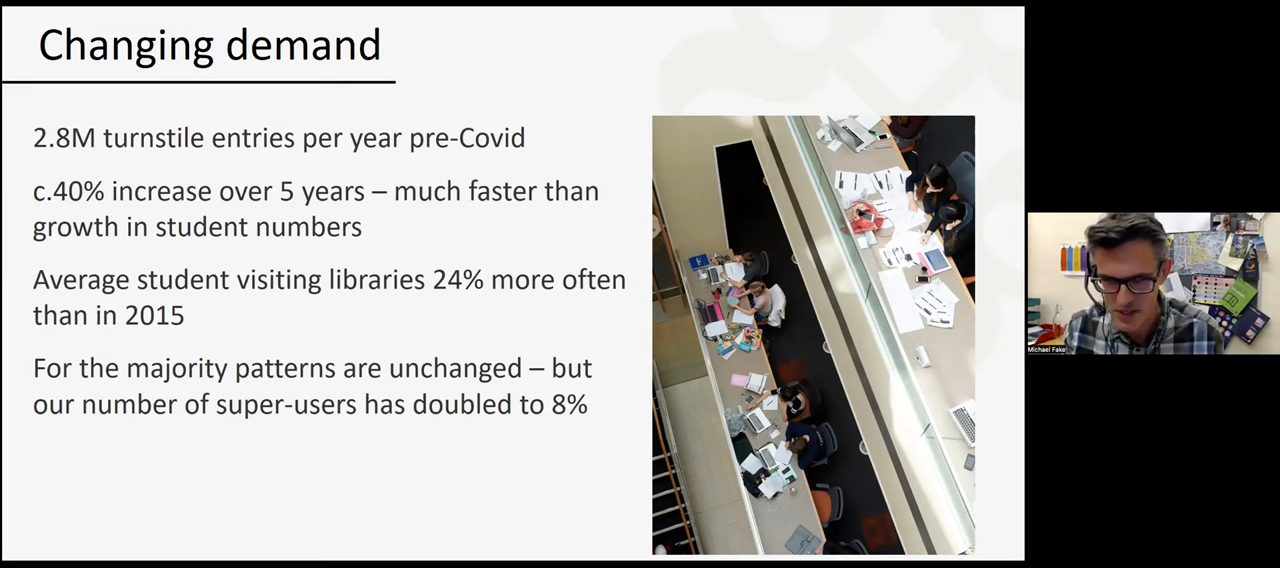 Changing demand
2.8M turnstile entries per year pre-Covid
c.40% increase over 5 years – much faster than
growth in student numbers
Average student visiting libraries 24% more often
than in 2015
For the majority patterns are unchanged – but
our number of super-users has doubled to 8%
Michael Fake